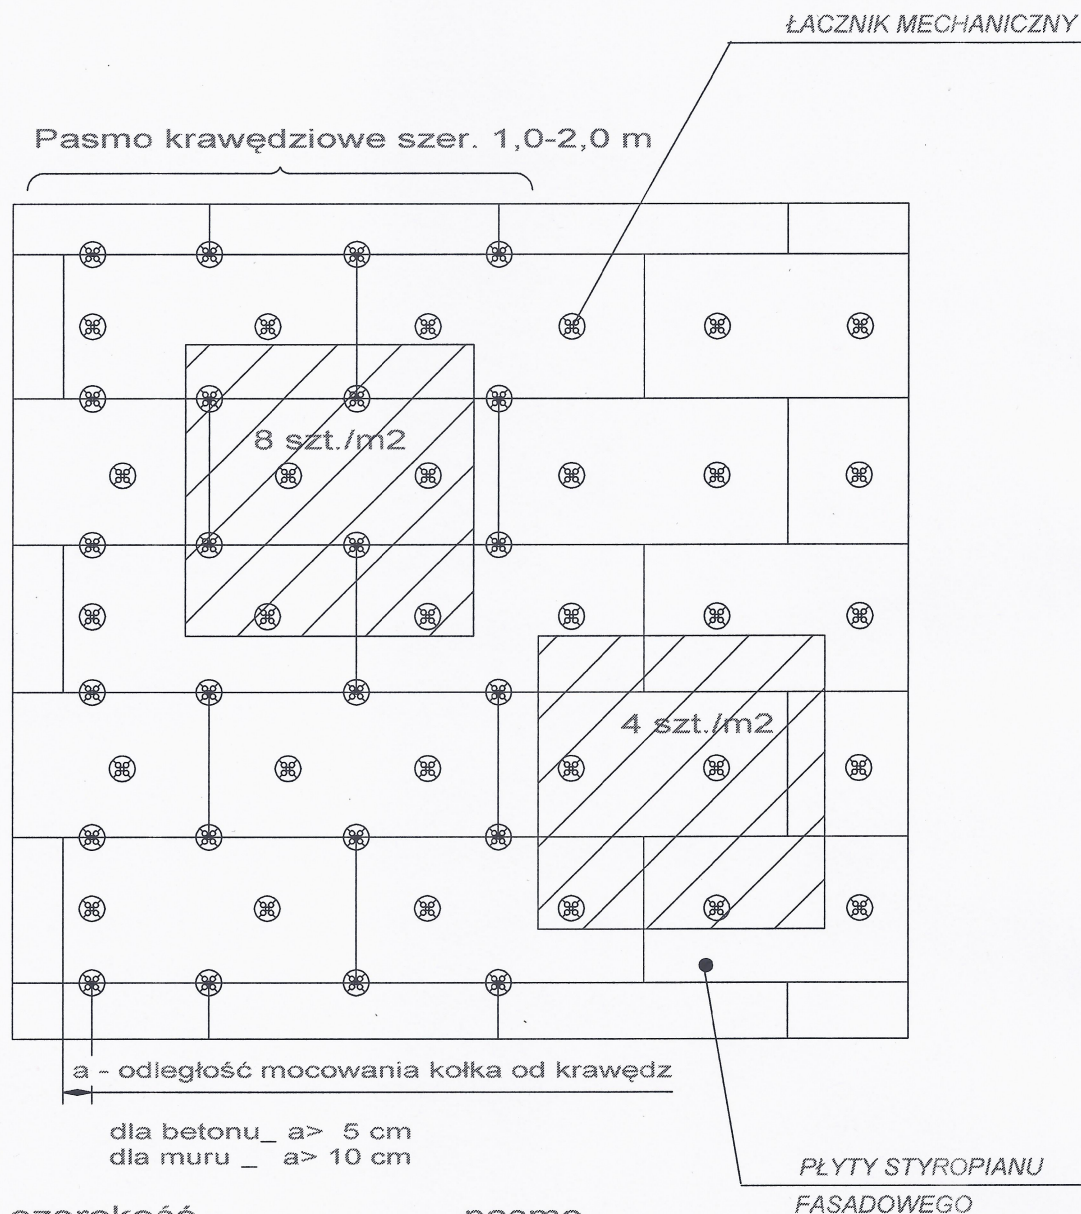 ŁACZNIK MECHANICZNY
Pasmo krawędziowe szer. 1,0-2,0 m
8 szt./m2
4 szt./m2
a - odległość mocowania kołka od krawędz
dla betonu_ a> 5 cm
dla muru _ a> 10 cm
PŁYTY STYROPIANU
FASADOWEGO